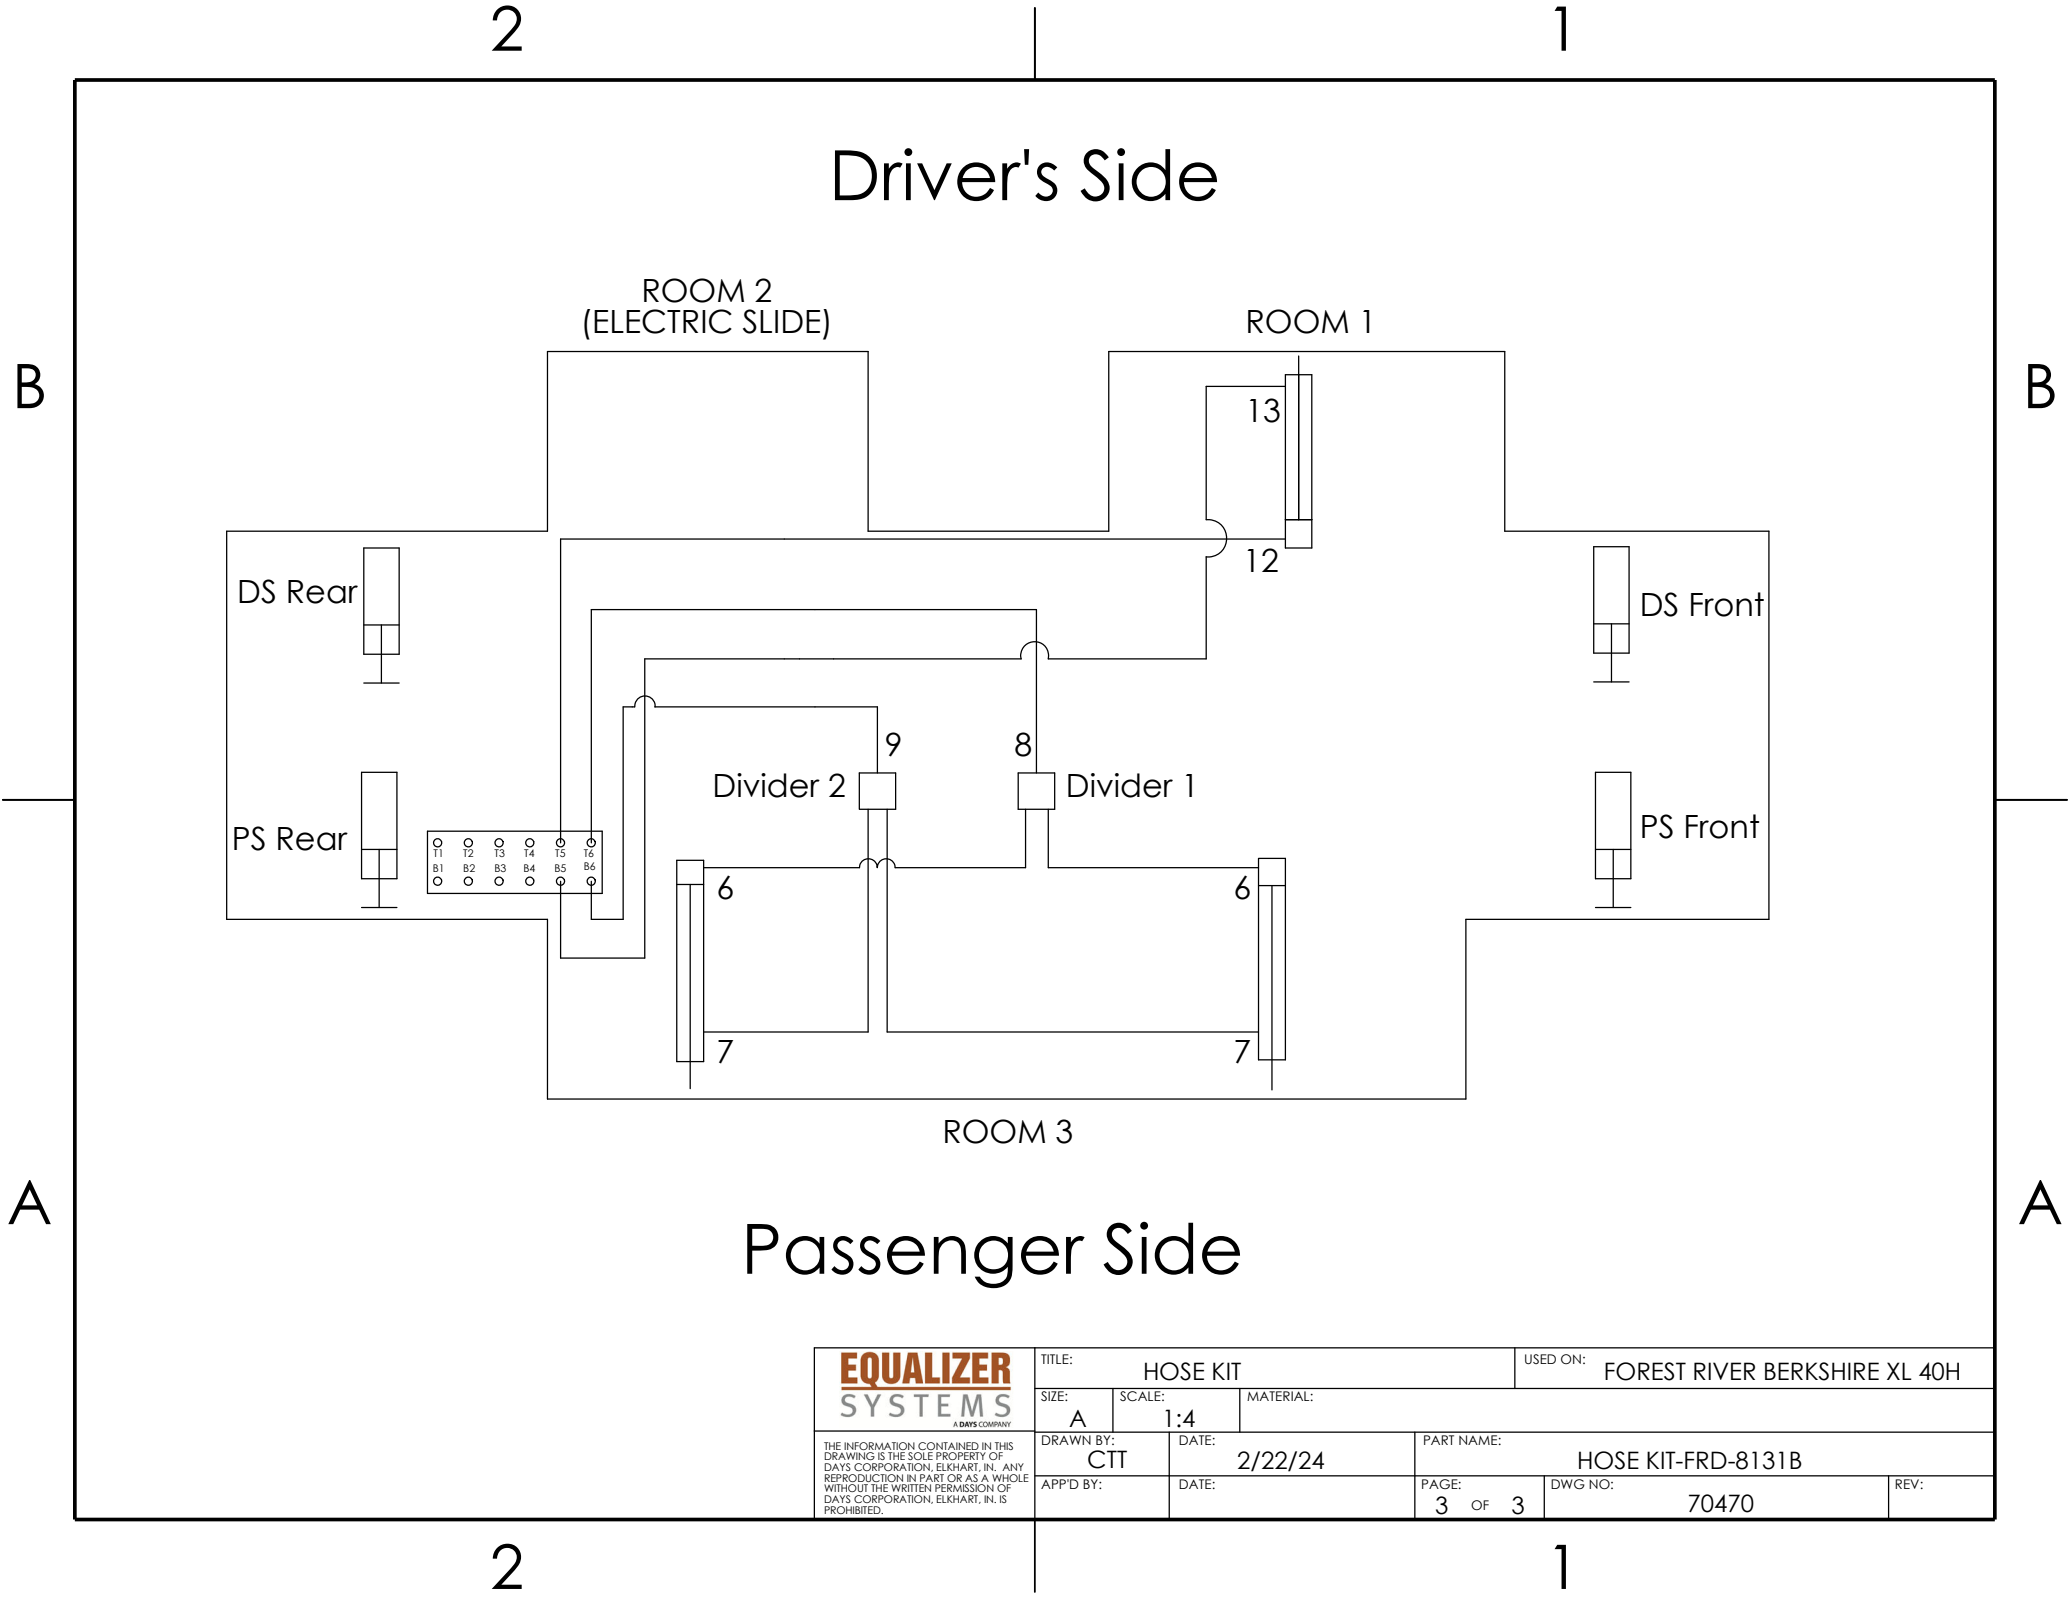 2
1
Driver's Side
ROOM 2
(ELECTRIC SLIDE)
ROOM 1
B
B
13
12
DS Rear
DS Front
9
8
Divider 2
Divider 1
PS Rear
PS Front
T1 T2 T3 T4 T5 T6
B1 B2 B3 B4 B5 B6
6
6
7
7
ROOM 3
A
A
Passenger Side
EQUALIZER
SYSTEMS
A DAYS COMPANY
THE INFORMATION CONTAINED IN THIS
DRAWING IS THE SOLE PROPERTY OF
DAYS CORPORATION, ELKHART, IN. ANY
REPRODUCTION IN PART OR AS A WHOLE
WITHOUT THE WRITTEN PERMISSION OF
DAYS CORPORATION, ELKHART, IN. IS
PROHIBITED.
TITLE: HOSE KIT
USED ON: FOREST RIVER BERKSHIRE XL 40H
SIZE: A
SCALE: 1:4
MATERIAL:
DRAWN BY: CTT
DATE: 2/22/24
PART NAME: HOSE KIT-FRD-8131B
APP'D BY:
DATE:
PAGE: 3 OF 3
DWG NO: 70470
REV:
2
1